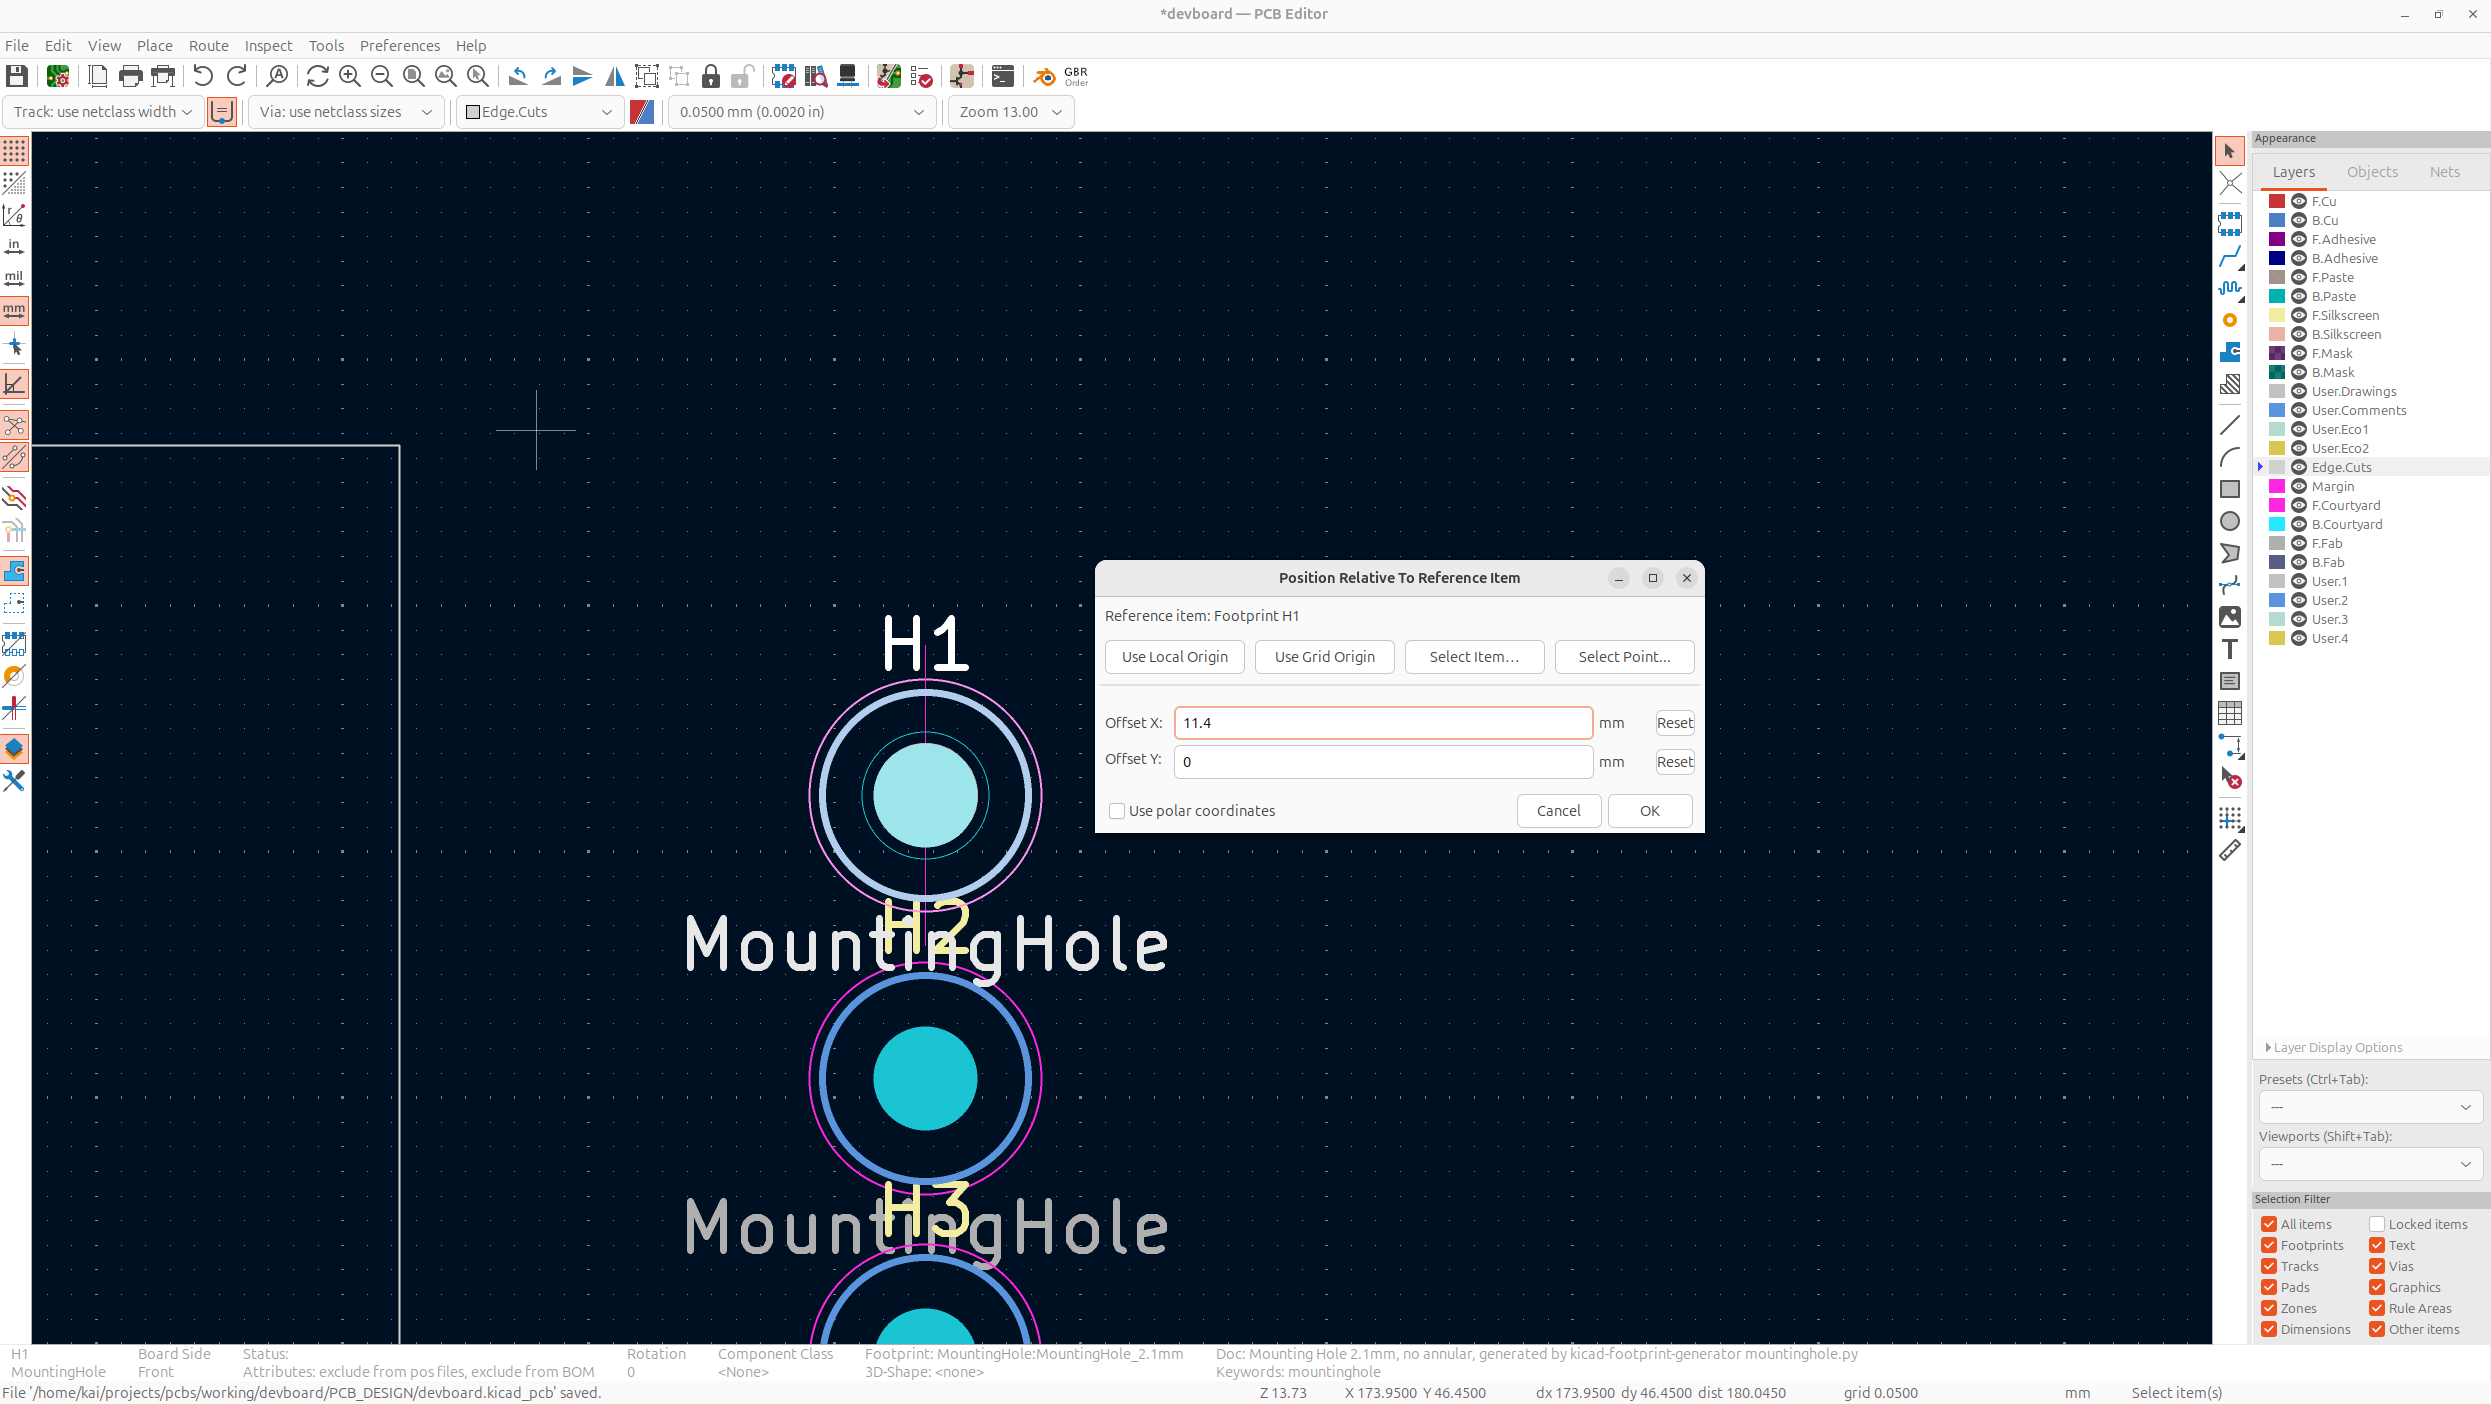 *devboard — PCB Editor
File Edit View Place Route Inspect Tools Preferences Help
GBR
Order
Track: use netclass width Via: use netclass sizes Edge.Cuts 0.0500 mm (0.0020 in) Zoom 13.00
in
mil
mm
H1
MountingHole
H2
MountingHole
H3
Position Relative To Reference Item
Reference item: Footprint H1
Use Local Origin Use Grid Origin Select Item... Select Point...
Offset X: 11.4 mm Reset
Offset Y: 0 mm Reset
Use polar coordinates Cancel OK
Appearance
Layers Objects Nets
F.Cu
B.Cu
F.Adhesive
B.Adhesive
F.Paste
B.Paste
F.Silkscreen
B.Silkscreen
F.Mask
B.Mask
User.Drawings
User.Comments
User.Eco1
User.Eco2
Edge.Cuts
Margin
F.Courtyard
B.Courtyard
F.Fab
B.Fab
User.1
User.2
User.3
User.4
Layer Display Options
Presets (Ctrl+Tab):
---
Viewports (Shift+Tab):
---
Selection Filter
All items Locked items
Footprints Text
Tracks Vias
Pads Graphics
Zones Rule Areas
Dimensions Other items
H1 Board Side Status: Rotation Component Class Footprint: MountingHole:MountingHole_2.1mm Doc: Mounting Hole 2.1mm, no annular, generated by kicad-footprint-generator mountinghole.py
MountingHole Front Attributes: exclude from pos files, exclude from BOM 0 <None> 3D-Shape: <none> Keywords: mountinghole
File '/home/kai/projects/pcbs/working/devboard/PCB_DESIGN/devboard.kicad_pcb' saved. Z 13.73 X 173.9500 Y 46.4500 dx 173.9500 dy 46.4500 dist 180.0450 grid 0.0500 mm Select item(s)